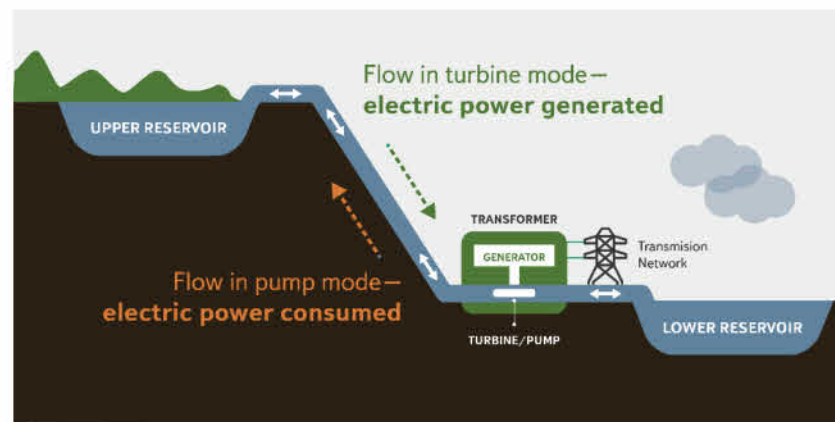 Flow in turbine mode—
electric power generated
UPPER RESERVOIR
TRANSFORMER
GENERATOR
Transmision
Network
Flow in pump mode—
electric power consumed
TURBINE/PUMP
LOWER RESERVOIR